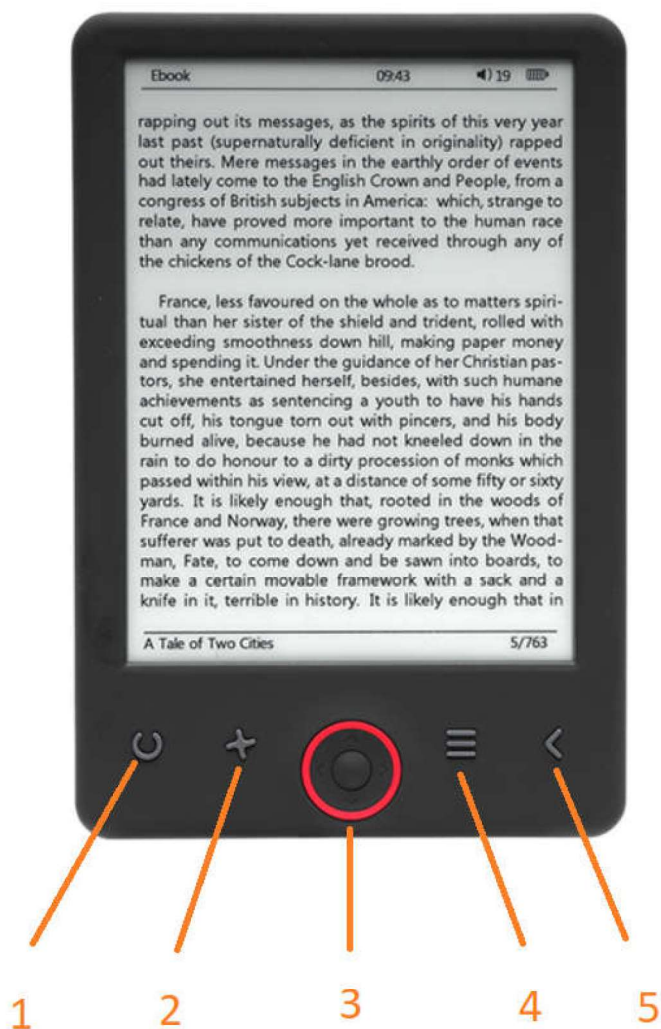 Ebook 09:43 19
rapping out its messages, as the spirits of this very year
last past (supernaturally deficient in originality) rapped
out theirs. Mere messages in the earthly order of events
had lately come to the English Crown and People, from a
congress of British subjects in America: which, strange to
relate, have proved more important to the human race
than any communications yet received through any of
the chickens of the Cock-lane brood.
France, less favoured on the whole as to matters spiri-
tual than her sister of the shield and trident, rolled with
exceeding smoothness down hill, making paper money
and spending it. Under the guidance of her Christian pas-
tors, she entertained herself, besides, with such humane
achievements as sentencing a youth to have his hands
cut off, his tongue torn out with pincers, and his body
burned alive, because he had not kneeled down in the
rain to do honour to a dirty procession of monks which
passed within his view, at a distance of some fifty or sixty
yards. It is likely enough that, rooted in the woods of
France and Norway, there were growing trees, when that
sufferer was put to death, already marked by the Wood-
man, Fate, to come down and be sawn into boards, to
make a certain movable framework with a sack and a
knife in it, terrible in history. It is likely enough that in
A Tale of Two Cities 5/763
1 2 3 4 5